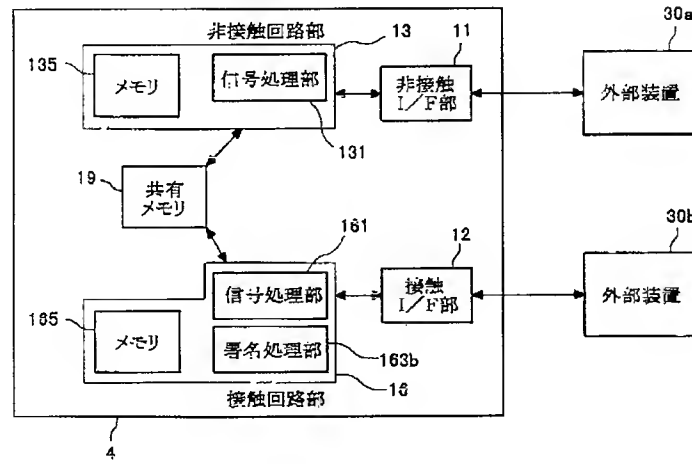 30a
非接触回路部
13
11
135
メモリ
信号処理部
非接触
I/F部
外部装置
131
19
共有
メモリ
30b
161
12
信号処理部
接触
I/F部
外部装置
165
メモリ
署名処理部
163b
接触回路部
16
4